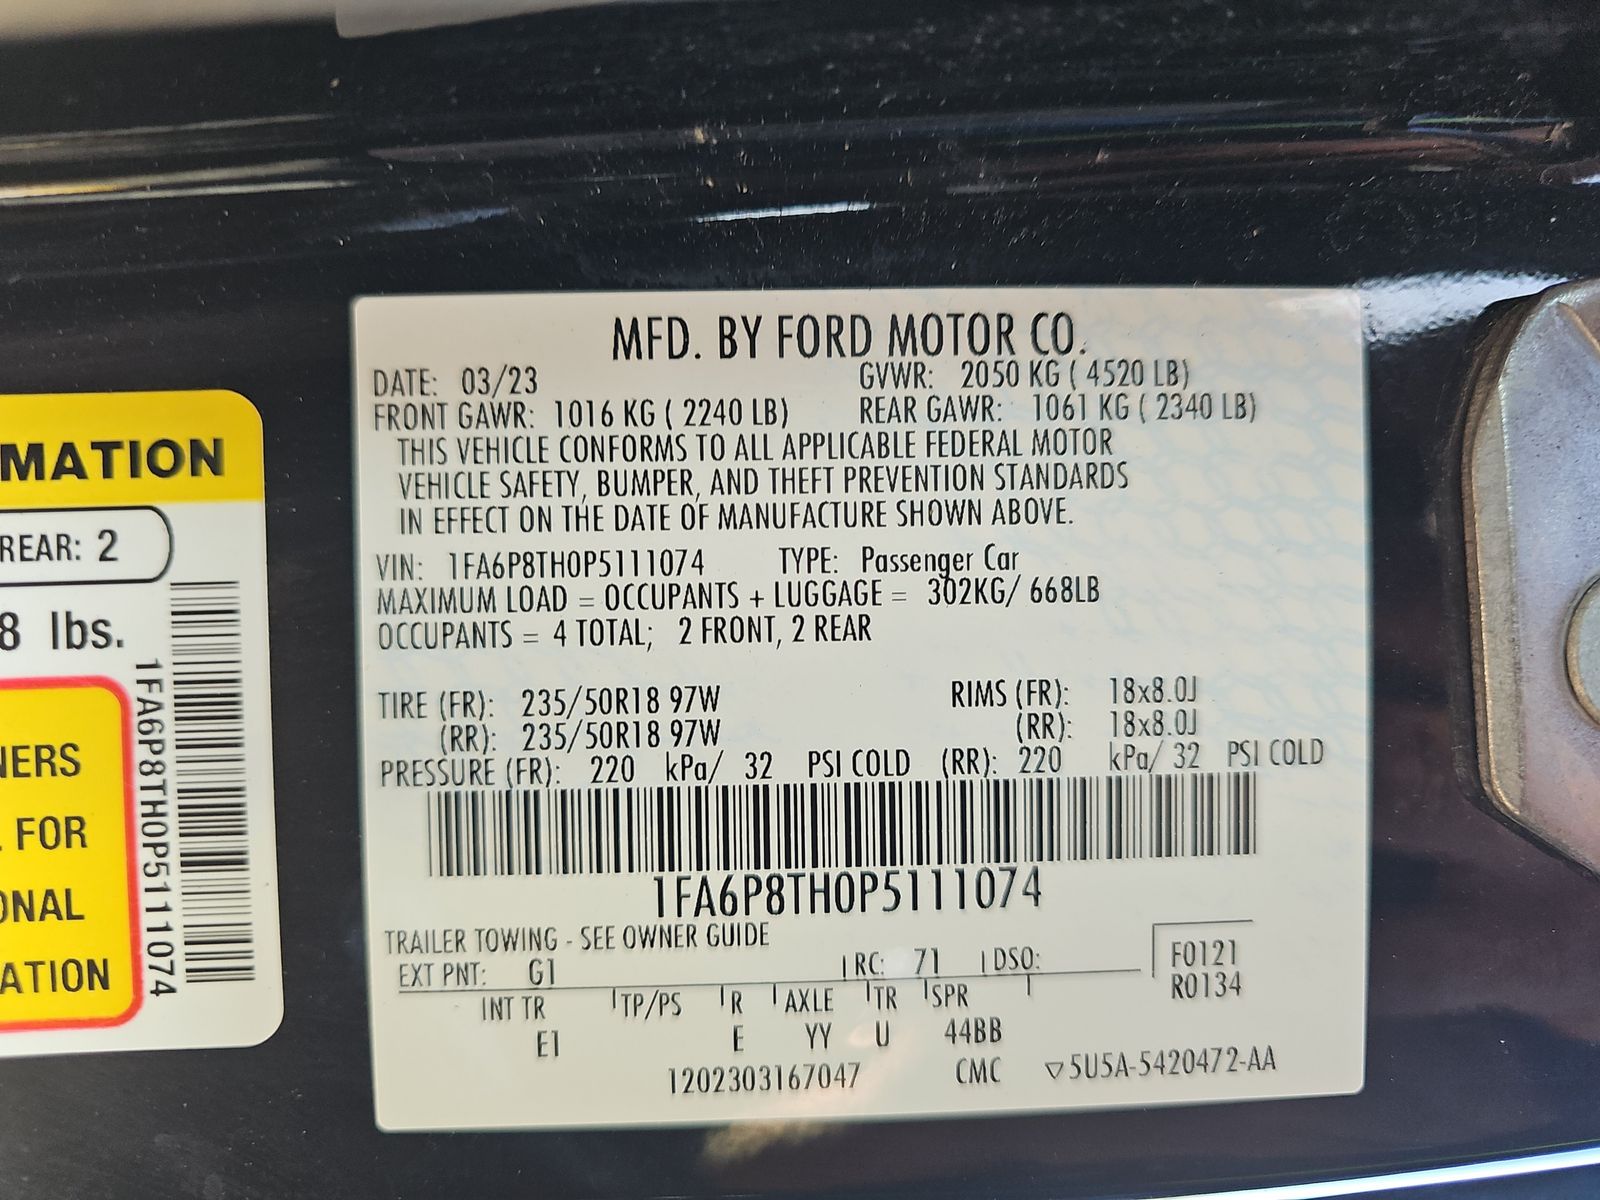 MATION
REAR: 2
8 lbs.
NERS
FOR
ONAL
ATION
1FA6P8TH0P5111074
MFD. BY FORD MOTOR CO.
DATE: 03/23 GVWR: 2050 KG ( 4520 LB)
FRONT GAWR: 1016 KG ( 2240 LB) REAR GAWR: 1061 KG ( 2340 LB)
THIS VEHICLE CONFORMS TO ALL APPLICABLE FEDERAL MOTOR
VEHICLE SAFETY, BUMPER, AND THEFT PREVENTION STANDARDS
IN EFFECT ON THE DATE OF MANUFACTURE SHOWN ABOVE.
VIN: 1FA6P8TH0P5111074 TYPE: Passenger Car
MAXIMUM LOAD = OCCUPANTS + LUGGAGE = 302KG/ 668LB
OCCUPANTS = 4 TOTAL; 2 FRONT, 2 REAR
TIRE (FR): 235/50R18 97W RIMS (FR): 18x8.0J
(RR): 235/50R18 97W (RR): 18x8.0J
PRESSURE (FR): 220 kPa/ 32 PSI COLD (RR): 220 kPa/ 32 PSI COLD
1FA6P8TH0P5111074
TRAILER TOWING - SEE OWNER GUIDE
EXT PNT: G1 RC: 71 DSO: F0121
R0134
INT TR TP/PS R AXLE TR SPR
E1 E YY U 44BB
1202303167047 CMC ▽5U5A-5420472-AA